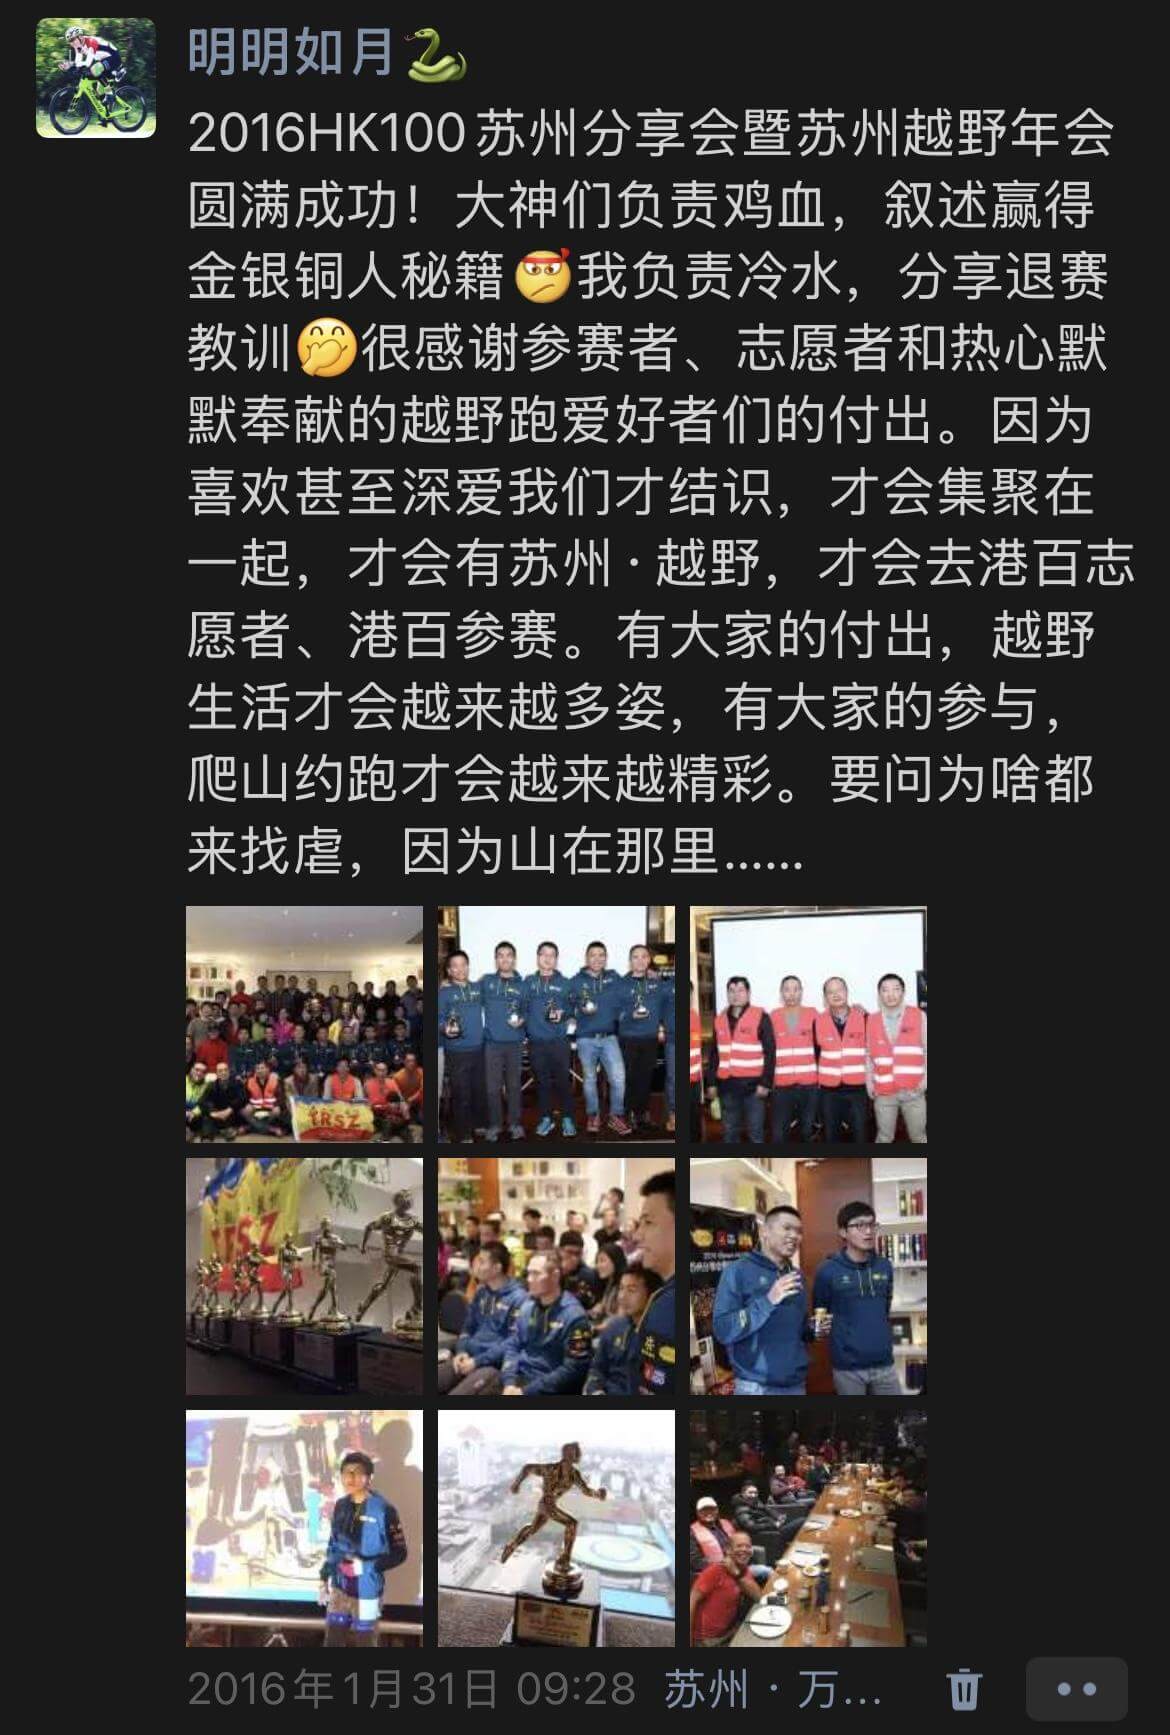 明明如月🐍
2016HK100苏州分享会暨苏州越野年会
圆满成功！大神们负责鸡血，叙述赢得
金银铜人秘籍😤我负责冷水，分享退赛
教训🤭很感谢参赛者、志愿者和热心默
默奉献的越野跑爱好者们的付出。因为
喜欢甚至深爱我们才结识，才会集聚在
一起，才会有苏州·越野，才会去港百志
愿者、港百参赛。有大家的付出，越野
生活才会越来越多姿，有大家的参与，
爬山约跑才会越来越精彩。要问为啥都
来找虐，因为山在那里……
TRSZ
TRSZ
2016年1月31日 09:28 苏州·万...